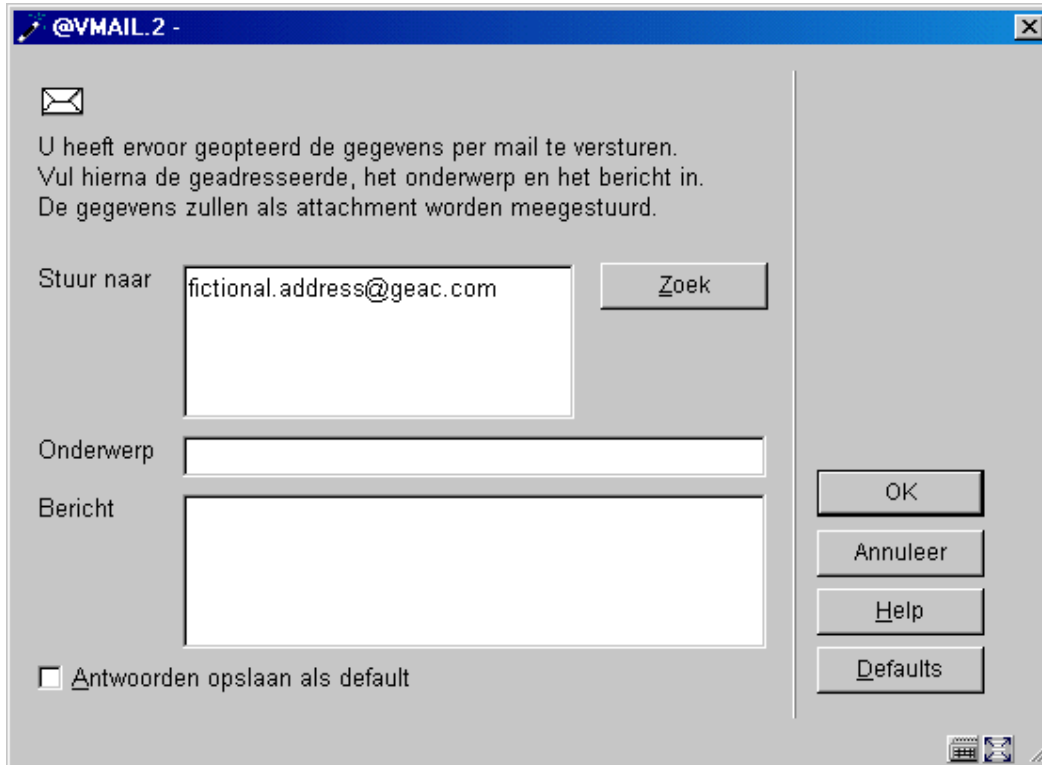 @VMAIL.2 -
U heeft ervoor geopteerd de gegevens per mail te versturen.
Vul hierna de geadresseerde, het onderwerp en het bericht in.
De gegevens zullen als attachment worden meegestuurd.
Stuur naar
fictional.address@geac.com
Zoek
Onderwerp
Bericht
OK
Annuleer
Help
Defaults
Antwoorden opslaan als default